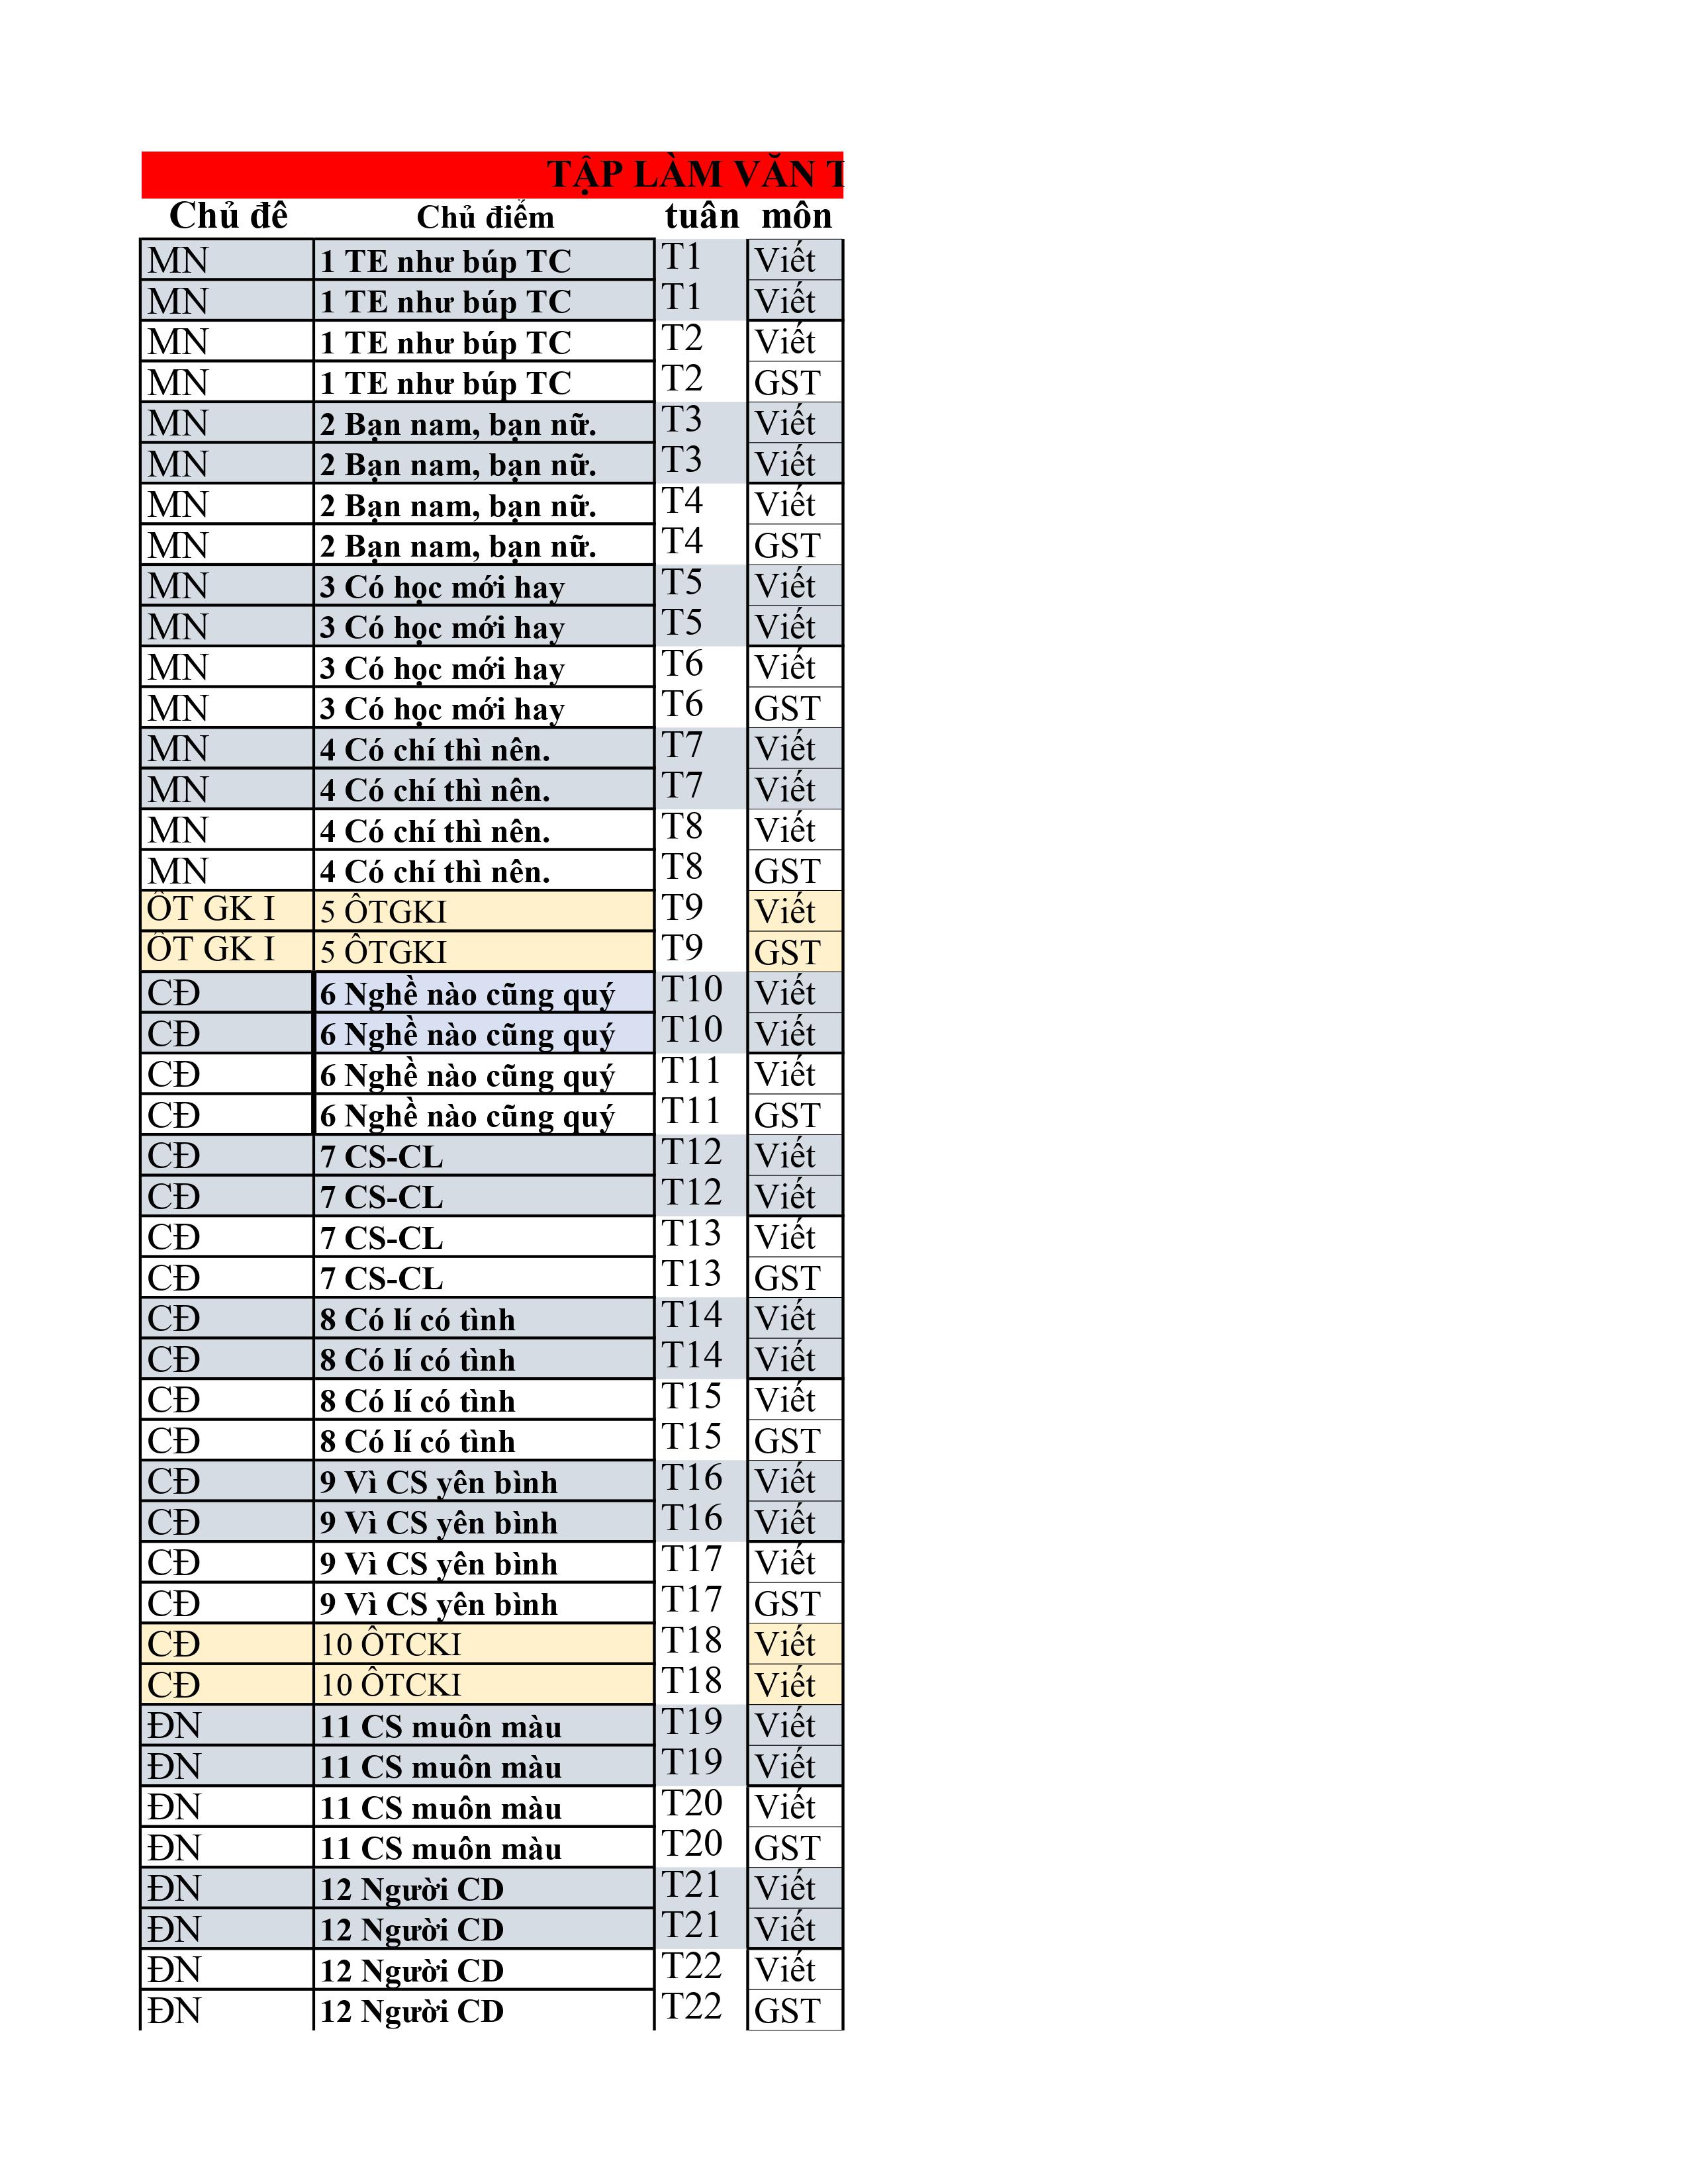 TẬP LÀM VĂN T
Chủ đề Chủ điểm tuần môn
MN 1 TE như búp TC T1 Viết
MN 1 TE như búp TC T1 Viết
MN 1 TE như búp TC T2 Viết
MN 1 TE như búp TC T2 GST
MN 2 Bạn nam, bạn nữ. T3 Viết
MN 2 Bạn nam, bạn nữ. T3 Viết
MN 2 Bạn nam, bạn nữ. T4 Viết
MN 2 Bạn nam, bạn nữ. T4 GST
MN 3 Có học mới hay T5 Viết
MN 3 Có học mới hay T5 Viết
MN 3 Có học mới hay T6 Viết
MN 3 Có học mới hay T6 GST
MN 4 Có chí thì nên. T7 Viết
MN 4 Có chí thì nên. T7 Viết
MN 4 Có chí thì nên. T8 Viết
MN 4 Có chí thì nên. T8 GST
ÔT GK I 5 ÔTGKI T9 Viết
ÔT GK I 5 ÔTGKI T9 GST
CĐ 6 Nghề nào cũng quý T10 Viết
CĐ 6 Nghề nào cũng quý T10 Viết
CĐ 6 Nghề nào cũng quý T11 Viết
CĐ 6 Nghề nào cũng quý T11 GST
CĐ 7 CS-CL T12 Viết
CĐ 7 CS-CL T12 Viết
CĐ 7 CS-CL T13 Viết
CĐ 7 CS-CL T13 GST
CĐ 8 Có lí có tình T14 Viết
CĐ 8 Có lí có tình T14 Viết
CĐ 8 Có lí có tình T15 Viết
CĐ 8 Có lí có tình T15 GST
CĐ 9 Vì CS yên bình T16 Viết
CĐ 9 Vì CS yên bình T16 Viết
CĐ 9 Vì CS yên bình T17 Viết
CĐ 9 Vì CS yên bình T17 GST
CĐ 10 ÔTCKI T18 Viết
CĐ 10 ÔTCKI T18 Viết
ĐN 11 CS muôn màu T19 Viết
ĐN 11 CS muôn màu T19 Viết
ĐN 11 CS muôn màu T20 Viết
ĐN 11 CS muôn màu T20 GST
ĐN 12 Người CD T21 Viết
ĐN 12 Người CD T21 Viết
ĐN 12 Người CD T22 Viết
ĐN 12 Người CD T22 GST